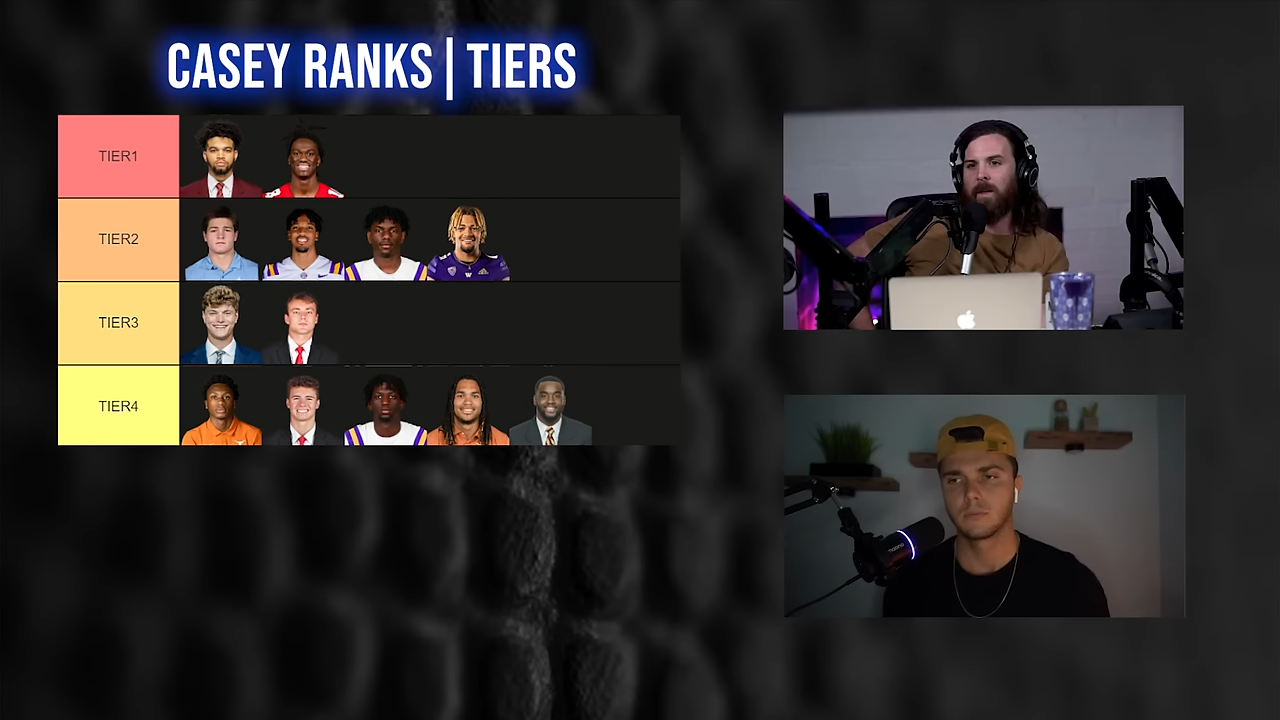 CASEY RANKS | TIERS
TIER1
TIER2
TIER3
TIER4